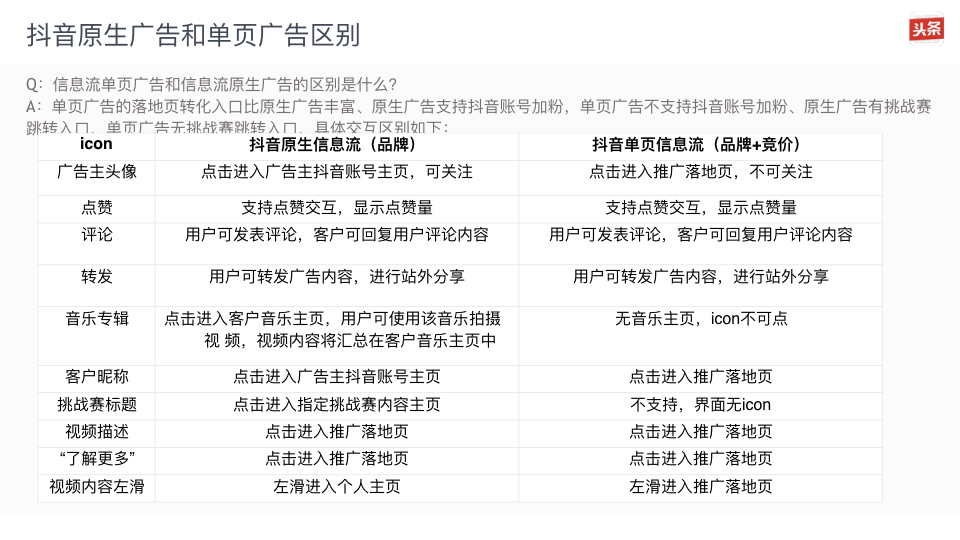 抖音原生广告和单页广告区别
头条
Q：信息流单页广告和信息流原生广告的区别是什么？
A：单页广告的落地页转化入口比原生广告丰富、原生广告支持抖音账号加粉，单页广告不支持抖音账号加粉、原生广告有挑战赛
跳转入口，单页广告无挑战赛跳转入口，具体交互区别如下：
icon 抖音原生信息流（品牌） 抖音单页信息流（品牌+竞价）
广告主头像 点击进入广告主抖音账号主页，可关注 点击进入推广落地页，不可关注
点赞 支持点赞交互，显示点赞量 支持点赞交互，显示点赞量
评论 用户可发表评论，客户可回复用户评论内容 用户可发表评论，客户可回复用户评论内容
转发 用户可转发广告内容，进行站外分享 用户可转发广告内容，进行站外分享
音乐专辑 点击进入客户音乐主页，用户可使用该音乐拍摄 无音乐主页，icon不可点
视 频，视频内容将汇总在客户音乐主页中
客户昵称 点击进入广告主抖音账号主页 点击进入推广落地页
挑战赛标题 点击进入指定挑战赛内容主页 不支持，界面无icon
视频描述 点击进入推广落地页 点击进入推广落地页
“了解更多” 点击进入推广落地页 点击进入推广落地页
视频内容左滑 左滑进入个人主页 左滑进入推广落地页